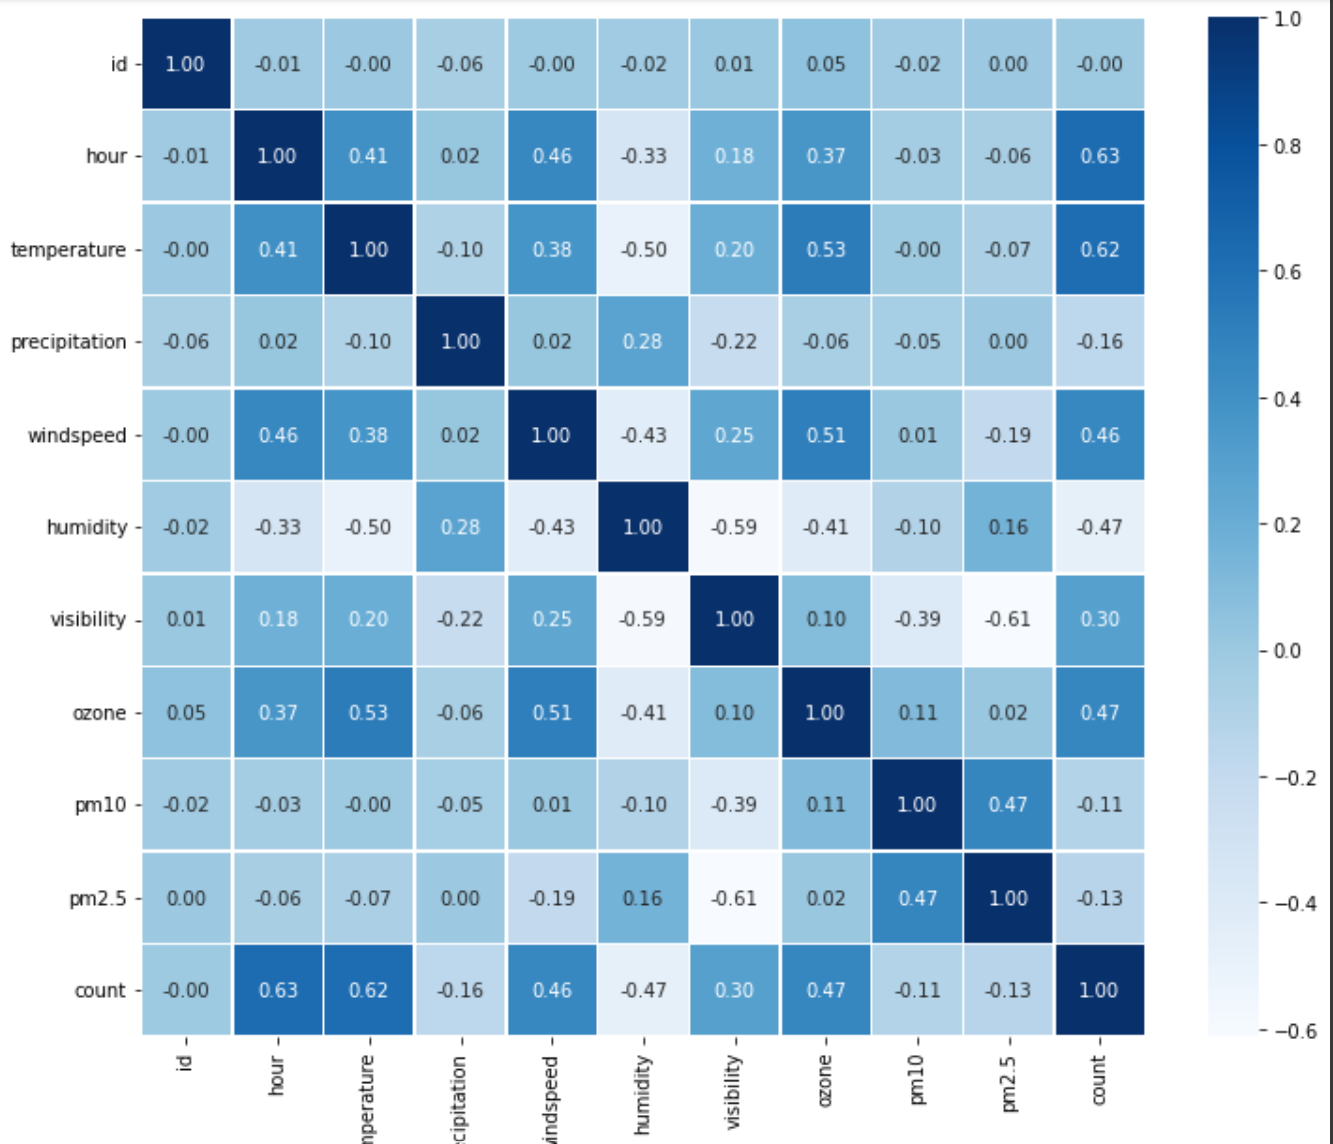 id 1.00 -0.01 -0.00 -0.06 -0.00 -0.02 0.01 0.05 -0.02 0.00 -0.00
hour -0.01 1.00 0.41 0.02 0.46 -0.33 0.18 0.37 -0.03 -0.06 0.63
temperature -0.00 0.41 1.00 -0.10 0.38 -0.50 0.20 0.53 -0.00 -0.07 0.62
precipitation -0.06 0.02 -0.10 1.00 0.02 0.28 -0.22 -0.06 -0.05 0.00 -0.16
windspeed -0.00 0.46 0.38 0.02 1.00 -0.43 0.25 0.51 0.01 -0.19 0.46
humidity -0.02 -0.33 -0.50 0.28 -0.43 1.00 -0.59 -0.41 -0.10 0.16 -0.47
visibility 0.01 0.18 0.20 -0.22 0.25 -0.59 1.00 0.10 -0.39 -0.61 0.30
ozone 0.05 0.37 0.53 -0.06 0.51 -0.41 0.10 1.00 0.11 0.02 0.47
pm10 -0.02 -0.03 -0.00 -0.05 0.01 -0.10 -0.39 0.11 1.00 0.47 -0.11
pm2.5 0.00 -0.06 -0.07 0.00 -0.19 0.16 -0.61 0.02 0.47 1.00 -0.13
count -0.00 0.63 0.62 -0.16 0.46 -0.47 0.30 0.47 -0.11 -0.13 1.00
id hour mperature cipitation vindspeed humidity visibility ozone pm10 pm2.5 count
1.0
0.8
0.6
0.4
0.2
0.0
−0.2
−0.4
−0.6